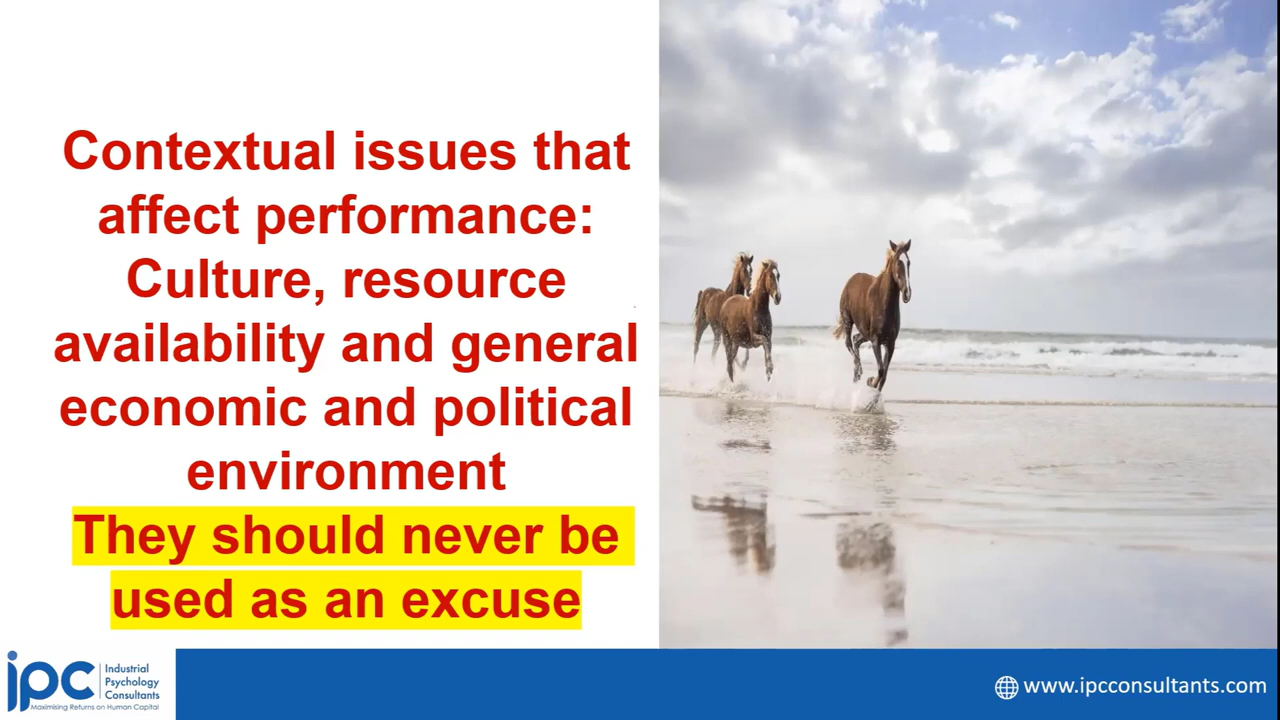 Contextual issues that
affect performance:
Culture, resource
availability and general
economic and political
environment
They should never be
used as an excuse
ipc
Industrial
Psychology
Consultants
Maximising Returns on Human Capital
www.ipcconsultants.com